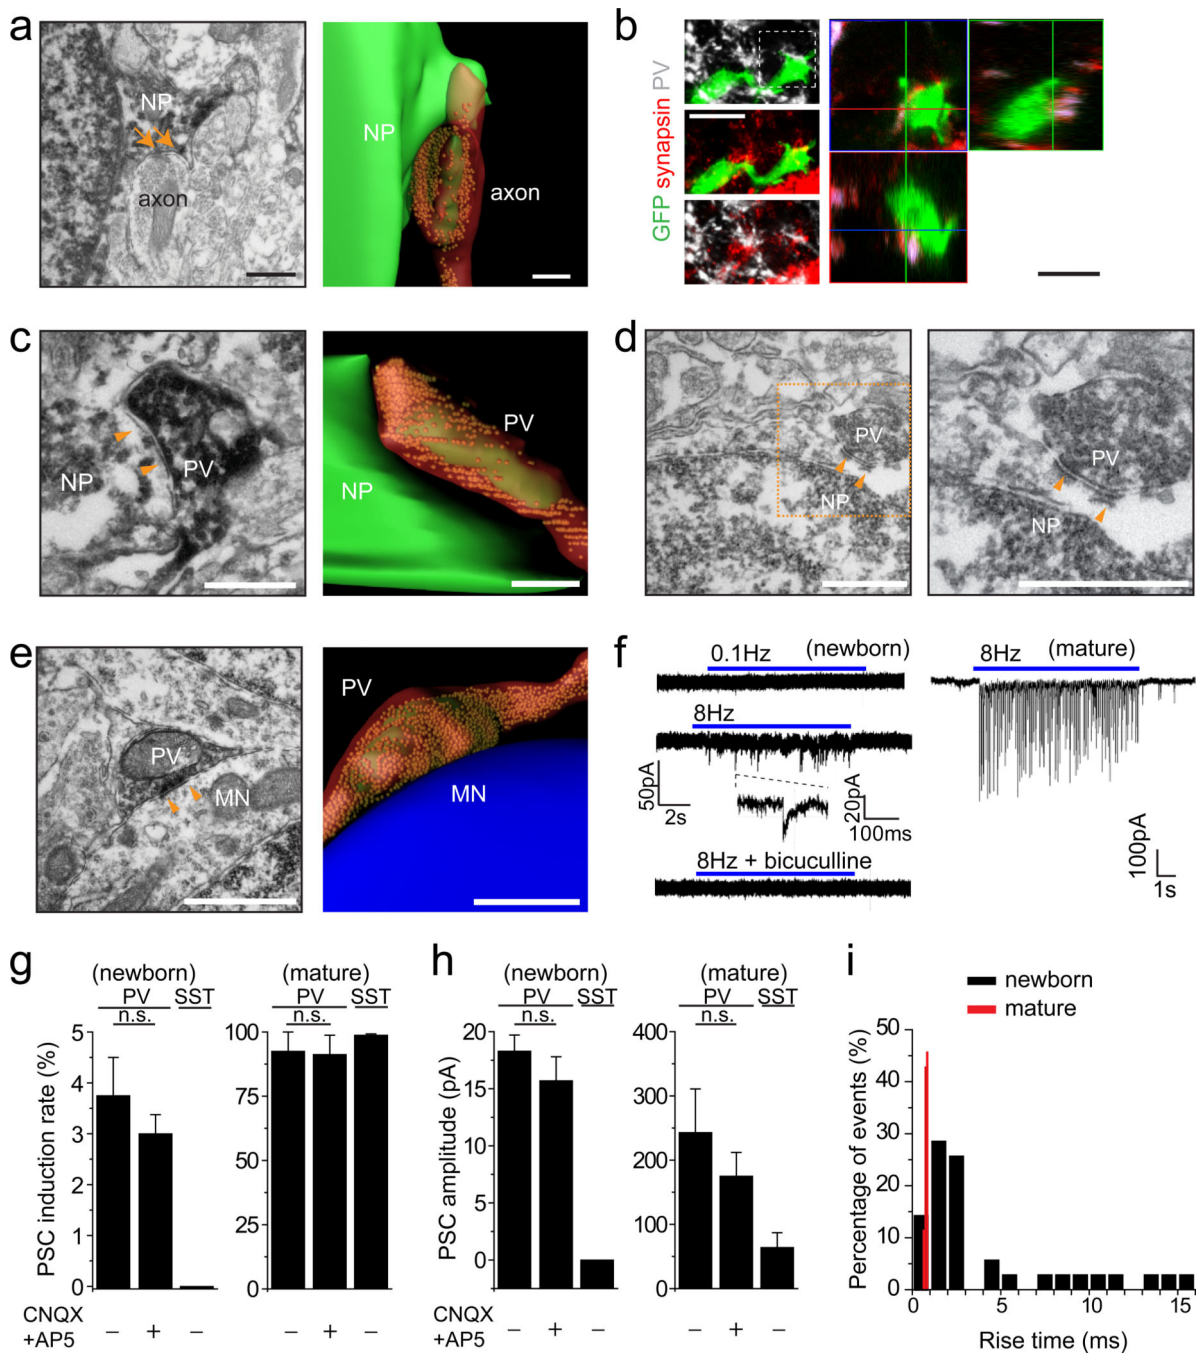 a
NP
axon
NP
axon
b
GFP synapsin PV
c
NP
PV
NP
PV
d
PV
NP
PV
NP
e
PV
MN
PV
MN
f
0.1Hz (newborn)
8Hz
50pA
2s
20pA
100ms
8Hz + bicuculline
8Hz (mature)
100pA
1s
g
(newborn)
PV SST
n.s.
PSC induction rate (%)
5
4
3
2
1
0
(mature)
PV SST
n.s.
100
75
50
25
0
CNQX
+AP5
– + –
– + –
h
(newborn)
PV SST
n.s.
PSC amplitude (pA)
20
15
10
5
0
(mature)
PV SST
n.s.
400
300
200
100
0
– + –
– + –
i
newborn
mature
Percentage of events (%)
50
40
30
20
10
0
0 5 10 15
Rise time (ms)